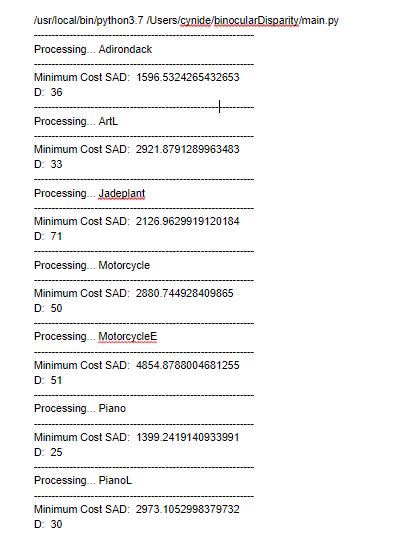 /usr/local/bin/python3.7 /Users/cynide/binocularDisparity/main.py
------------------------------------------------------------
Processing... Adirondack
------------------------------------------------------------
Minimum Cost SAD:  1596.5324265432653
D:  36
------------------------------------------------------------
Processing... ArtL
------------------------------------------------------------
Minimum Cost SAD:  2921.8791289963483
D:  33
------------------------------------------------------------
Processing... Jadeplant
------------------------------------------------------------
Minimum Cost SAD:  2126.9629919120184
D:  71
------------------------------------------------------------
Processing... Motorcycle
------------------------------------------------------------
Minimum Cost SAD:  2880.744928409865
D:  50
------------------------------------------------------------
Processing... MotorcycleE
------------------------------------------------------------
Minimum Cost SAD:  4854.8788004681255
D:  51
------------------------------------------------------------
Processing... Piano
------------------------------------------------------------
Minimum Cost SAD:  1399.2419140933991
D:  25
------------------------------------------------------------
Processing... PianoL
------------------------------------------------------------
Minimum Cost SAD:  2973.1052998379732
D:  30